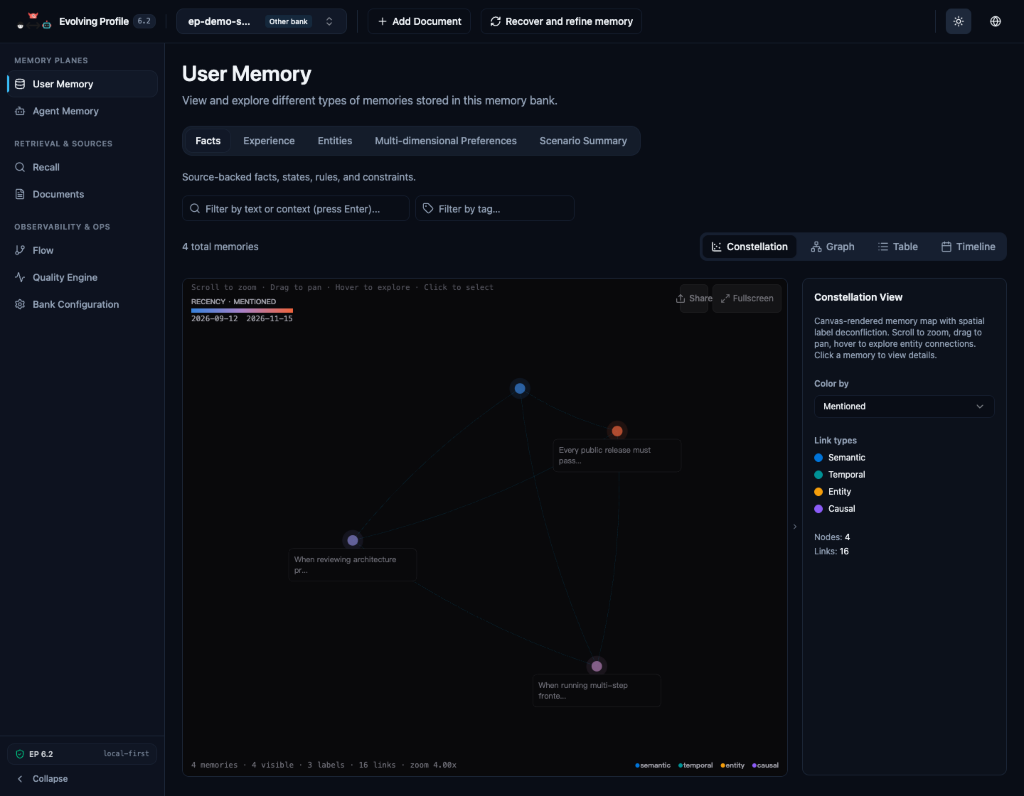 Evolving Profile 6.2
ep-demo-s... Other bank
Add Document
Recover and refine memory
MEMORY PLANES
User Memory
Agent Memory
RETRIEVAL & SOURCES
Recall
Documents
OBSERVABILITY & OPS
Flow
Quality Engine
Bank Configuration
EP 6.2 local-first
Collapse
User Memory
View and explore different types of memories stored in this memory bank.
Facts Experience Entities Multi-dimensional Preferences Scenario Summary
Source-backed facts, states, rules, and constraints.
Filter by text or context (press Enter)... Filter by tag...
4 total memories
Constellation Graph Table Timeline
Scroll to zoom · Drag to pan · Hover to explore · Click to select
RECENCY · MENTIONED
2026-09-12 2026-11-15
Share Fullscreen
Every public release must
pass...
When reviewing architecture
pr...
When running multi-step
fronte...
4 memories · 4 visible · 3 labels · 16 links · zoom 4.00x
semantic temporal entity causal
Constellation View
Canvas-rendered memory map with spatial
label deconfliction. Scroll to zoom, drag to
pan, hover to explore entity connections.
Click a memory to view details.
Color by
Mentioned
Link types
Semantic
Temporal
Entity
Causal
Nodes: 4
Links: 16